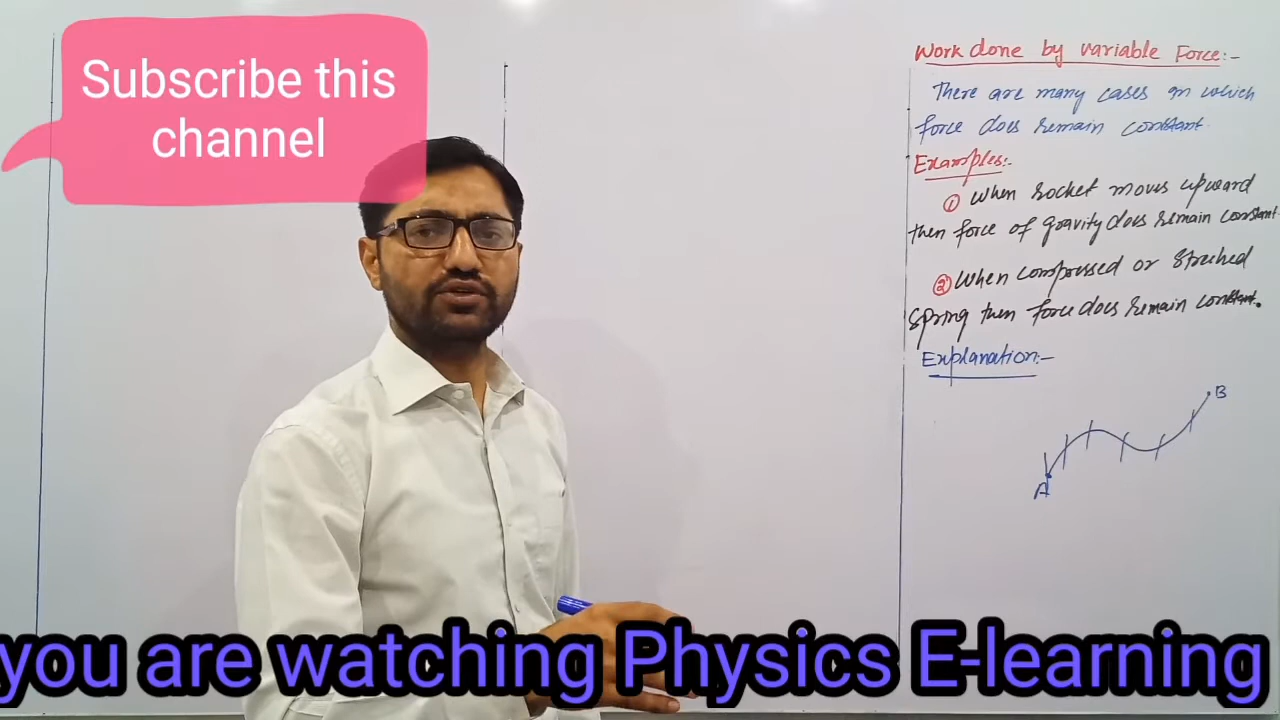 Subscribe this
channel
Work done by variable Force:-
There are many cases in which
force does remain constant.
Examples:-
① When rocket moves upward
then force of gravity does remain constant
② When compressed or streched
spring then force does remain constant.
Explanation:-
B
A
you are watching Physics E-learning